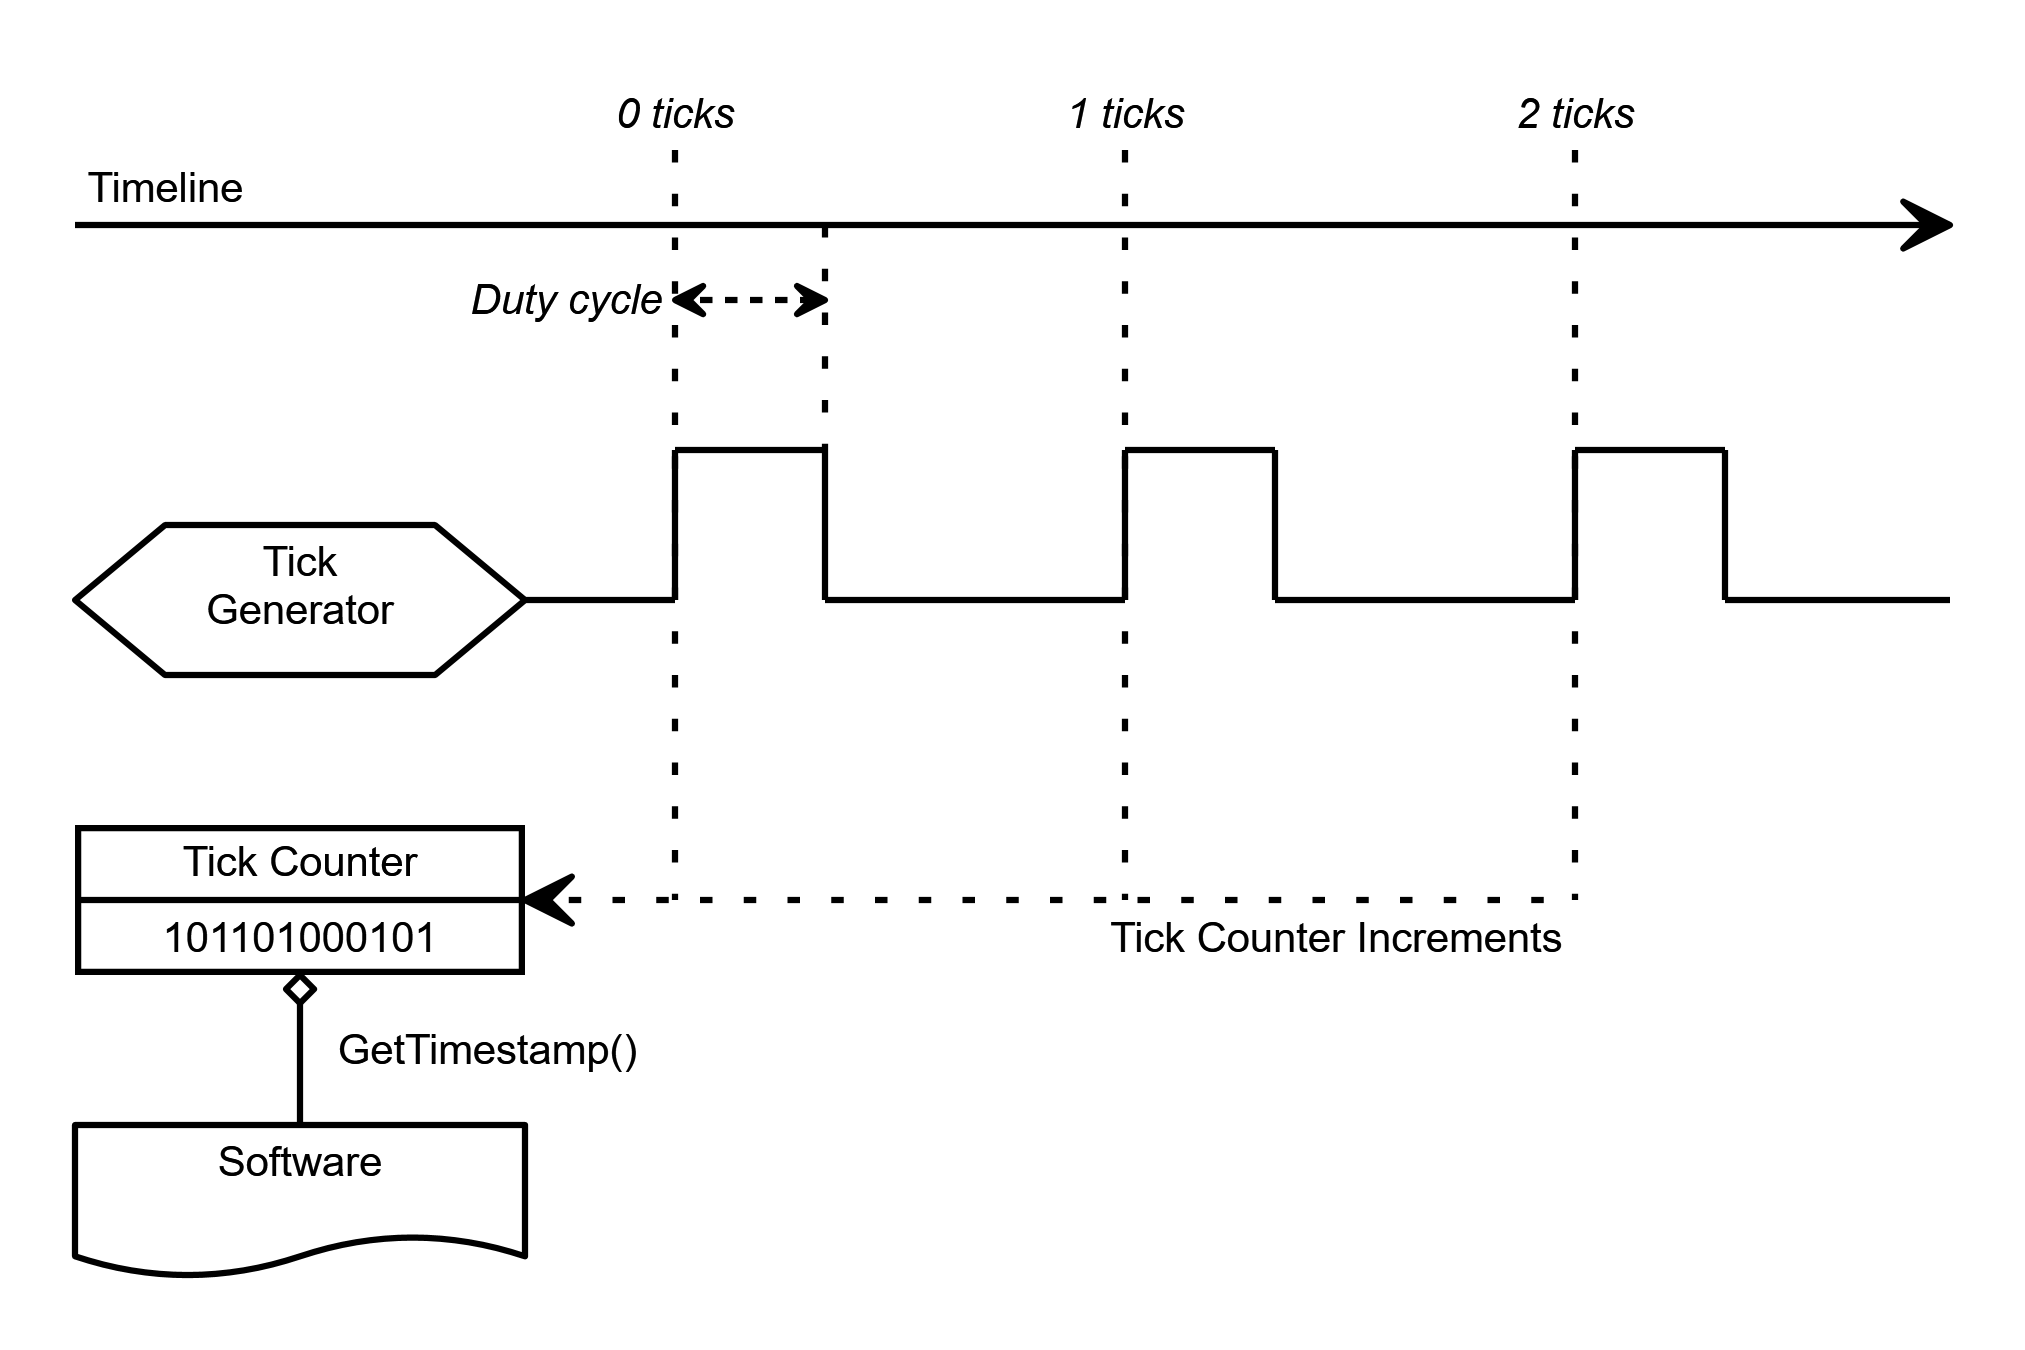 0 ticks
1 ticks
2 ticks
Timeline
Duty cycle
Tick
Generator
Tick Counter
101101000101
Tick Counter Increments
GetTimestamp()
Software